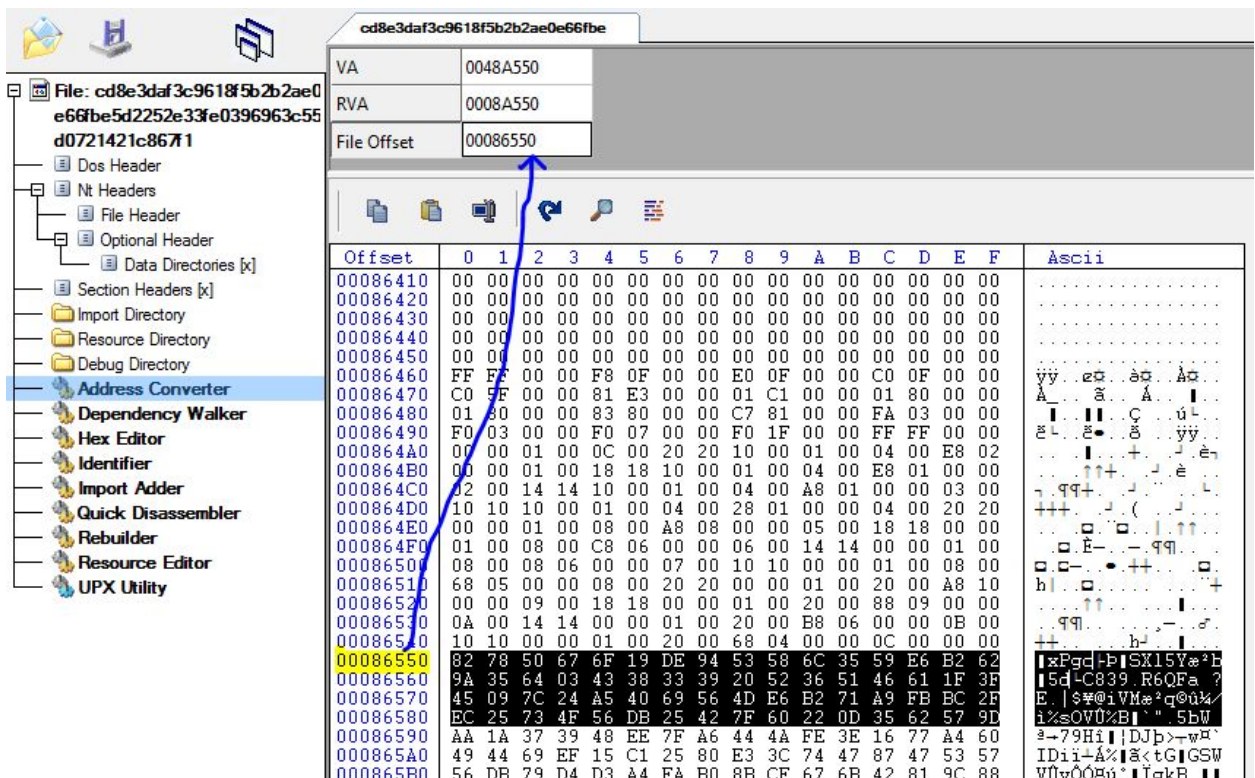 cd8e3daf3c9618f5b2b2ae0e66fbe
VA 0048A550
RVA 0008A550
File Offset 00086550
File: cd8e3daf3c9618f5b2b2ae0
e66fbe5d2252e33fe0396963c55
d0721421c867f1
Dos Header
Nt Headers
File Header
Optional Header
Data Directories [x]
Section Headers [x]
Import Directory
Resource Directory
Debug Directory
Address Converter
Dependency Walker
Hex Editor
Identifier
Import Adder
Quick Disassembler
Rebuilder
Resource Editor
UPX Utility
Offset 0 1 2 3 4 5 6 7 8 9 A B C D E F Ascii
00086410 00 00 00 00 00 00 00 00 00 00 00 00 00 00 00 00
00086420 00 00 00 00 00 00 00 00 00 00 00 00 00 00 00 00
00086430 00 00 00 00 00 00 00 00 00 00 00 00 00 00 00 00
00086440 00 00 00 00 00 00 00 00 00 00 00 00 00 00 00 00
00086450 00 00 00 00 00 00 00 00 00 00 00 00 00 00 00 00
00086460 FF FF 00 00 F8 0F 00 00 E0 0F 00 00 C0 0F 00 00
00086470 C0 5F 00 00 81 E3 00 00 01 C1 00 00 01 80 00 00
00086480 01 80 00 00 83 80 00 00 C7 81 00 00 FA 03 00 00
00086490 F0 03 00 00 F0 07 00 00 F0 1F 00 00 FF FF 00 00
000864A0 00 00 01 00 0C 00 20 20 10 00 01 00 04 00 E8 02
000864B0 00 00 01 00 18 18 10 00 01 00 04 00 E8 01 00 00
000864C0 02 00 14 14 10 00 01 00 04 00 A8 01 00 00 03 00
000864D0 10 10 10 00 01 00 04 00 28 01 00 00 04 00 20 20
000864E0 00 00 01 00 08 00 A8 08 00 00 05 00 18 18 00 00
000864F0 01 00 08 00 C8 06 00 00 06 00 14 14 00 00 01 00
00086500 08 00 08 06 00 00 07 00 10 10 00 00 01 00 08 00
00086510 68 05 00 00 08 00 20 20 00 00 01 00 20 00 A8 10
00086520 00 00 09 00 18 18 00 00 01 00 20 00 88 09 00 00
00086530 0A 00 14 14 00 00 01 00 20 00 B8 06 00 00 0B 00
00086540 10 10 00 00 01 00 20 00 68 04 00 00 0C 00 00 00
00086550 82 78 50 67 6F 19 DE 94 53 58 6C 35 59 E6 B2 62
00086560 9A 35 64 03 43 38 33 39 20 52 36 51 46 61 1F 3F
00086570 45 09 7C 24 A5 40 69 56 4D E6 B2 71 A9 FB BC 2F
00086580 EC 25 73 4F 56 DB 25 42 7F 60 22 0D 35 62 57 9D
00086590 AA 1A 37 39 48 EE 7F A6 44 4A FE 3E 16 77 A4 60
000865A0 49 44 69 EF 15 C1 25 80 E3 3C 74 47 87 47 53 57
000865B0 56 DB 79 D4 D3 A4 FA B0 8B CF 67 6B 42 81 9C 88